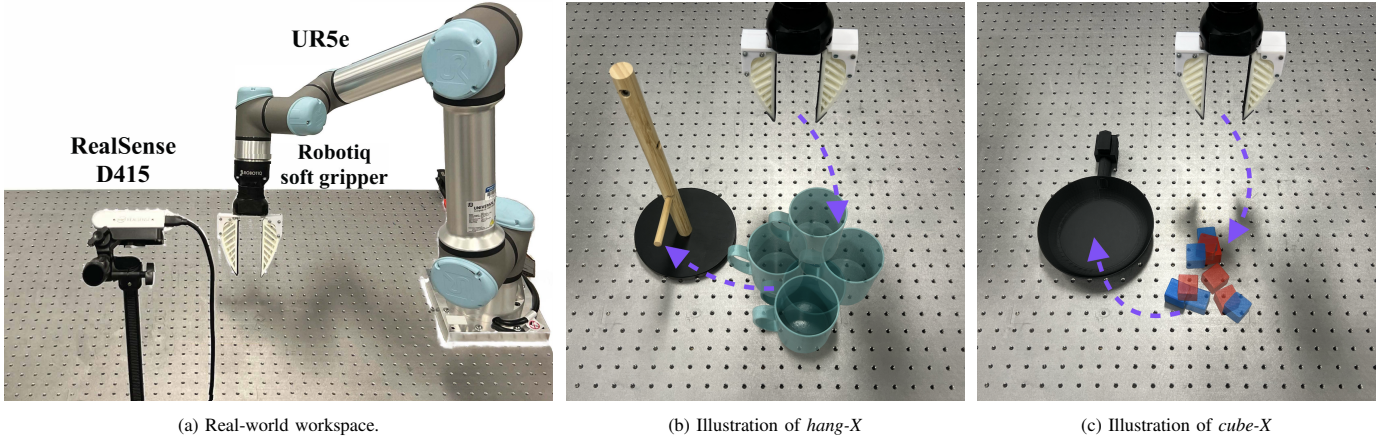 UR5e
RealSense
D415
Robotiq
soft gripper
(a) Real-world workspace.
(b) Illustration of hang-X
(c) Illustration of cube-X